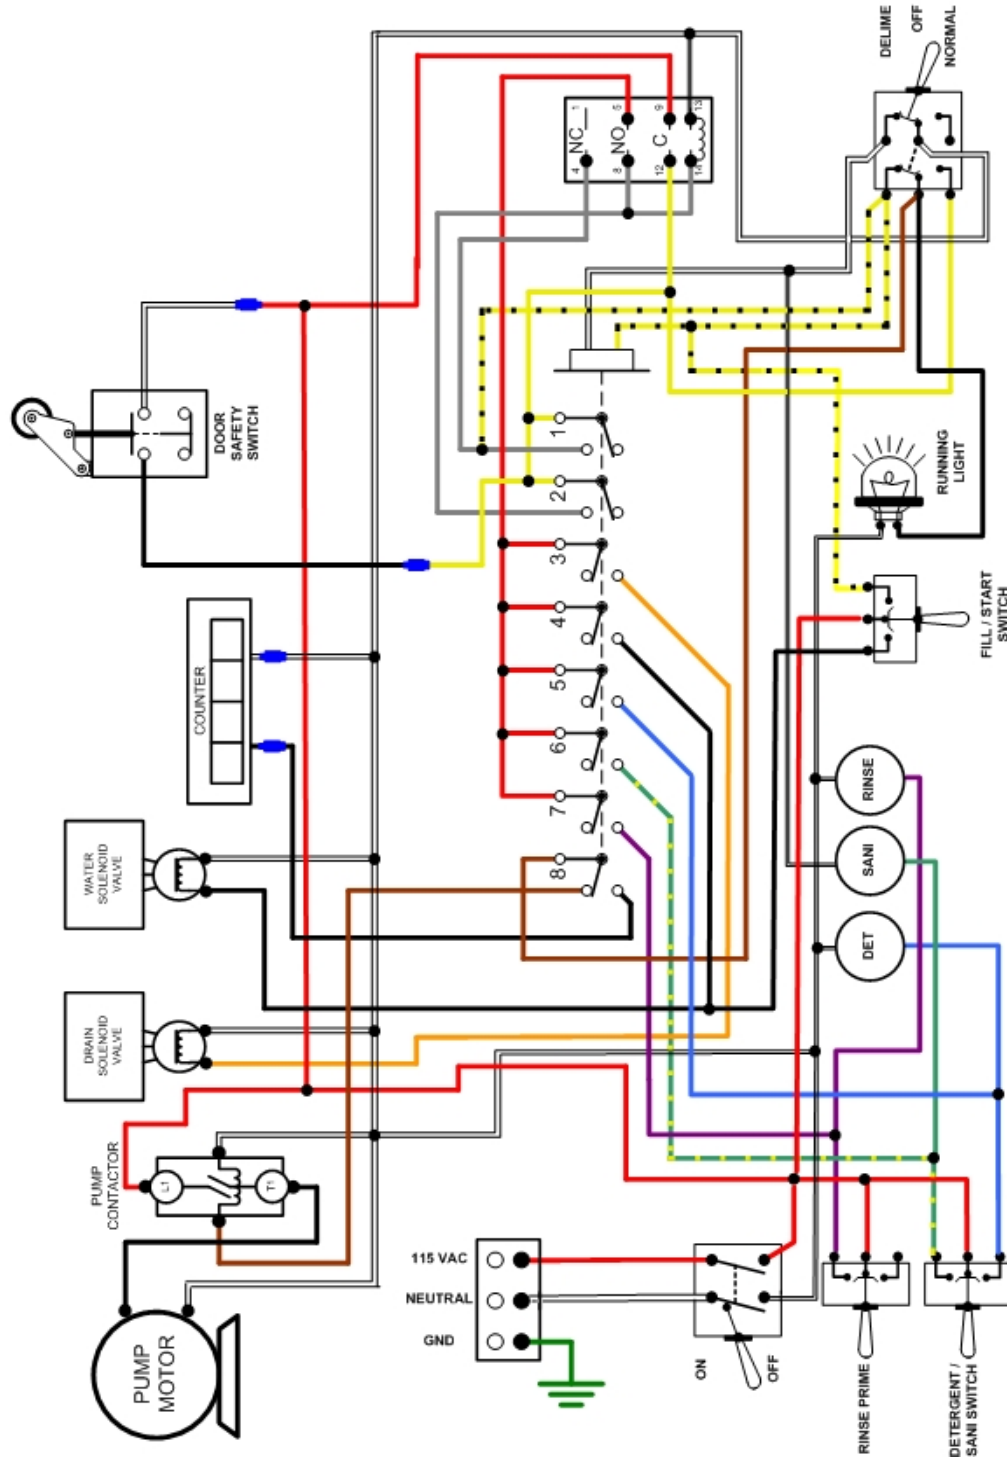 DELIME
OFF
NORMAL
NC
1
4
NO
5
8
C
9
12
13
14
DOOR
SAFETY
SWITCH
1
2
3
4
5
6
7
8
RUNNING
LIGHT
FILL / START
SWITCH
COUNTER
WATER
SOLENOID
VALVE
RINSE
SANI
DET
DRAIN
SOLENOID
VALVE
PUMP
CONTACTOR
L1
T1
115 VAC
NEUTRAL
GND
ON
OFF
PUMP
MOTOR
RINSE PRIME
DETERGENT /
SANI SWITCH